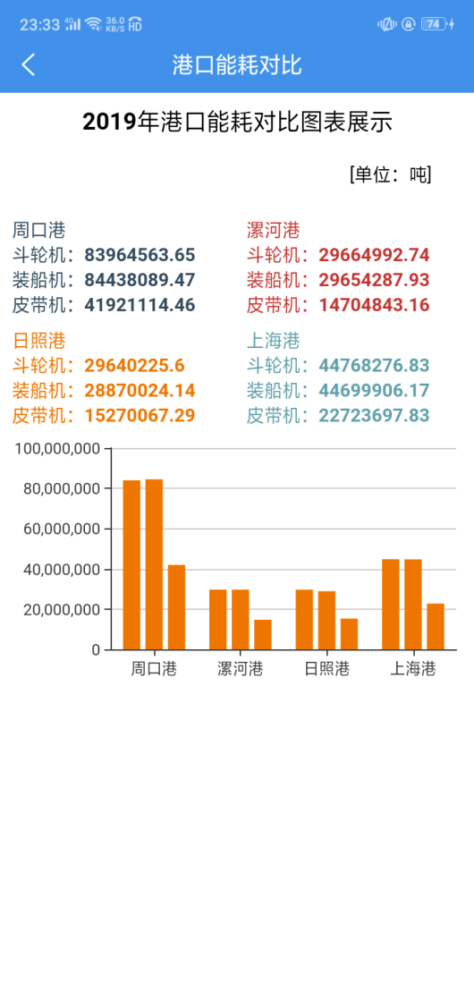 23:33 4G 36.0 KB/S HD 74
港口能耗对比
2019年港口能耗对比图表展示
[单位：吨]
周口港
斗轮机：83964563.65
装船机：84438089.47
皮带机：41921114.46
漯河港
斗轮机：29664992.74
装船机：29654287.93
皮带机：14704843.16
日照港
斗轮机：29640225.6
装船机：28870024.14
皮带机：15270067.29
上海港
斗轮机：44768276.83
装船机：44699906.17
皮带机：22723697.83
100,000,000
80,000,000
60,000,000
40,000,000
20,000,000
0
周口港 漯河港 日照港 上海港